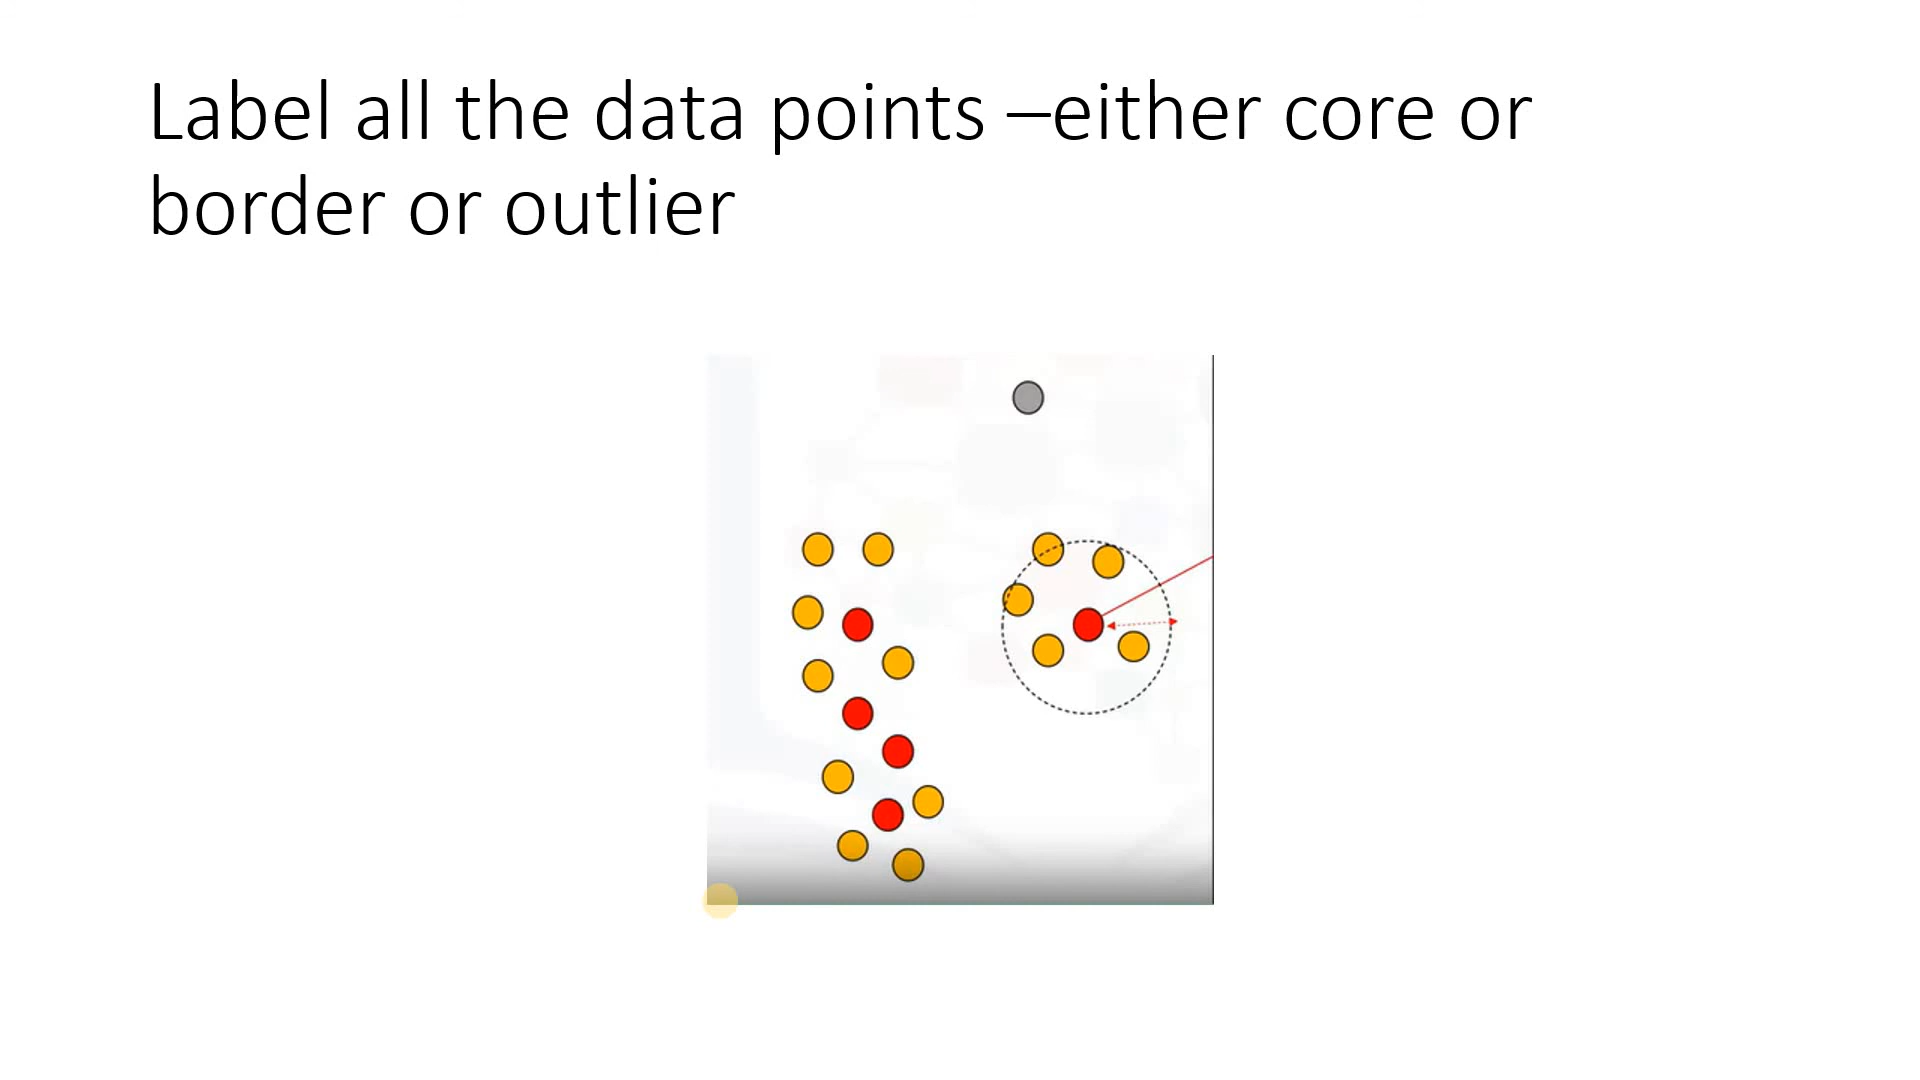 Label all the data points –either core or
border or outlier